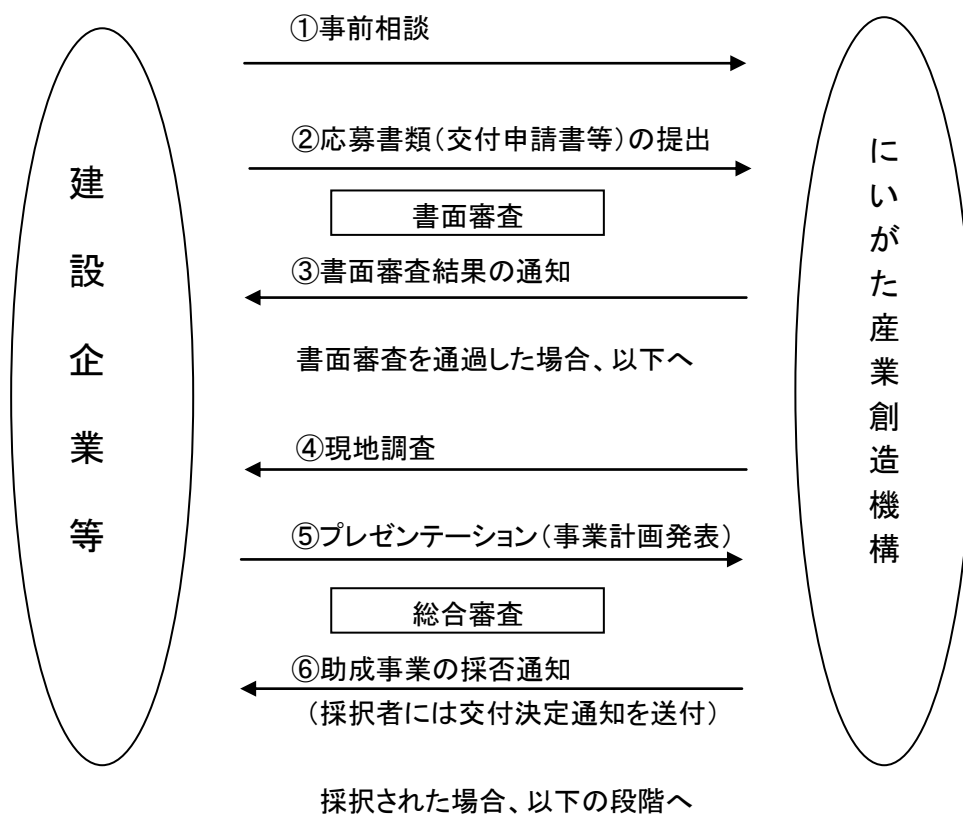 ①事前相談
②応募書類(交付申請書等)の提出
書面審査
③書面審査結果の通知
書面審査を通過した場合、以下へ
④現地調査
⑤プレゼンテーション(事業計画発表)
総合審査
⑥助成事業の採否通知
(採択者には交付決定通知を送付)
採択された場合、以下の段階へ
建設企業等
にいがた産業創造機構